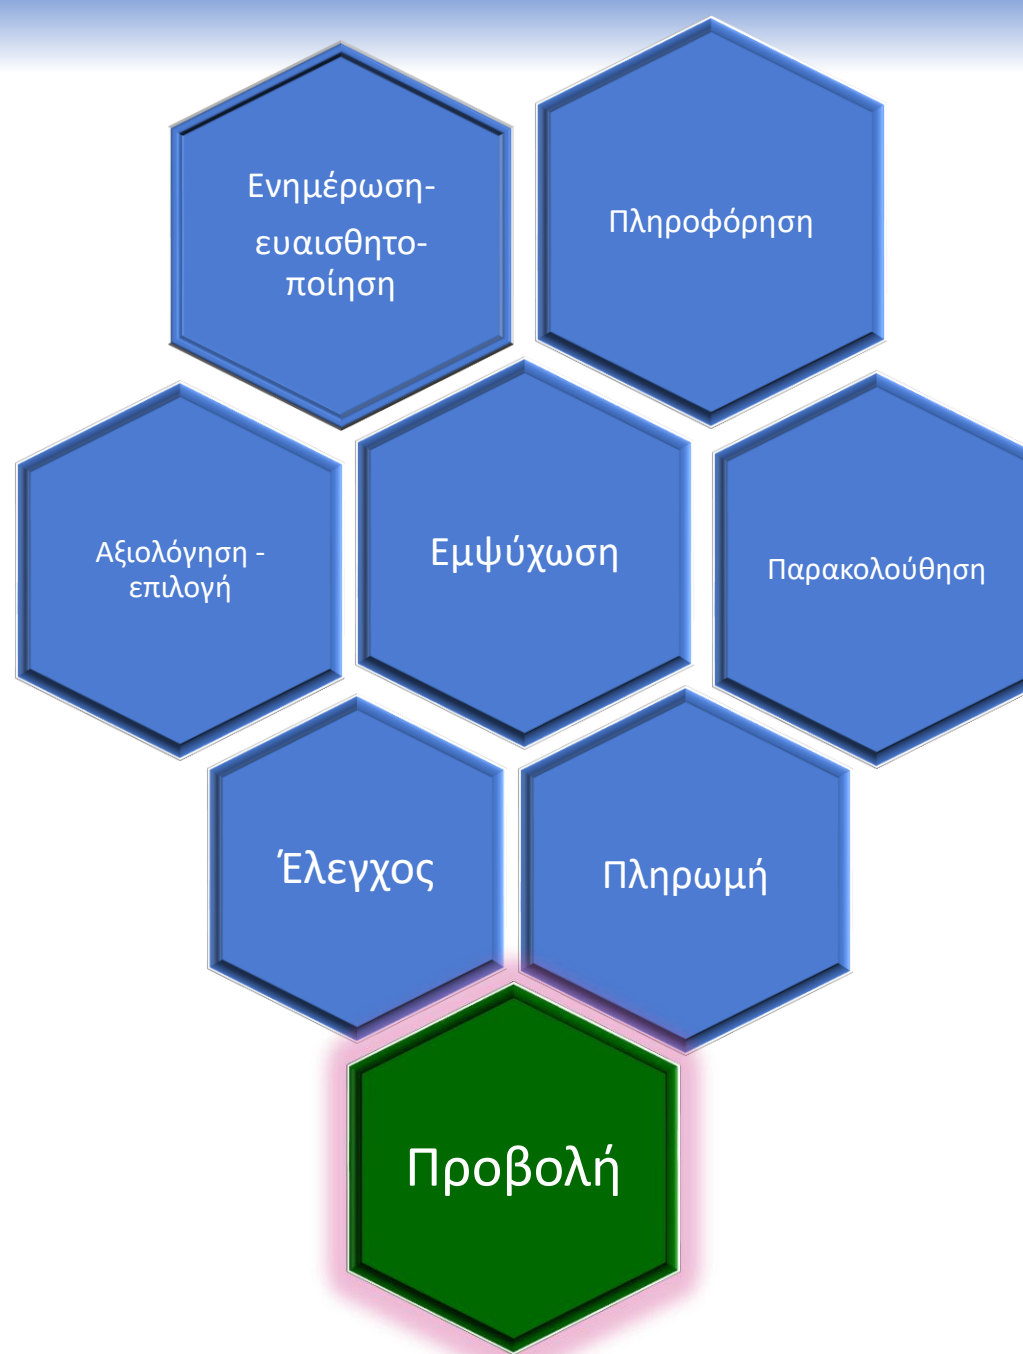 Ενημέρωση-
ευαισθητο-
ποίηση
Πληροφόρηση
Αξιολόγηση -
επιλογή
Εμψύχωση
Παρακολούθηση
Έλεγχος
Πληρωμή
Προβολή